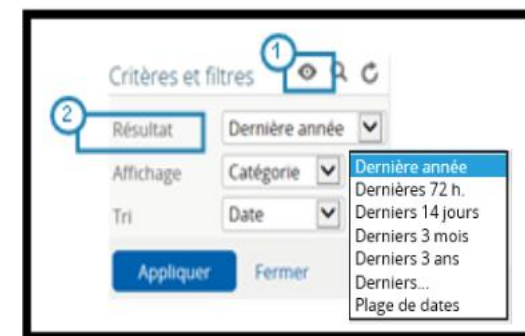 1
Critères et filtres
2
Résultat Dernière année
Affichage Catégorie
Tri Date
Appliquer Fermer
Dernière année
Dernières 72 h.
Derniers 14 jours
Derniers 3 mois
Derniers 3 ans
Derniers...
Plage de dates